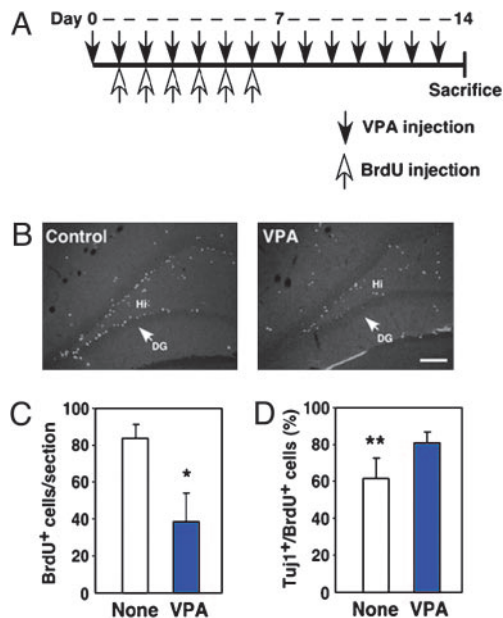 A
Day 0 – – – – – – – – – – 7 – – – – – – – – – – 14
Sacrifice
VPA injection
BrdU injection
B
Control
Hi
DG
VPA
Hi
DG
C
BrdU⁺ cells/section
100
80
60
40
20
0
*
None
VPA
D
Tuj1⁺/BrdU⁺ cells (%)
100
80
60
40
20
0
**
None
VPA